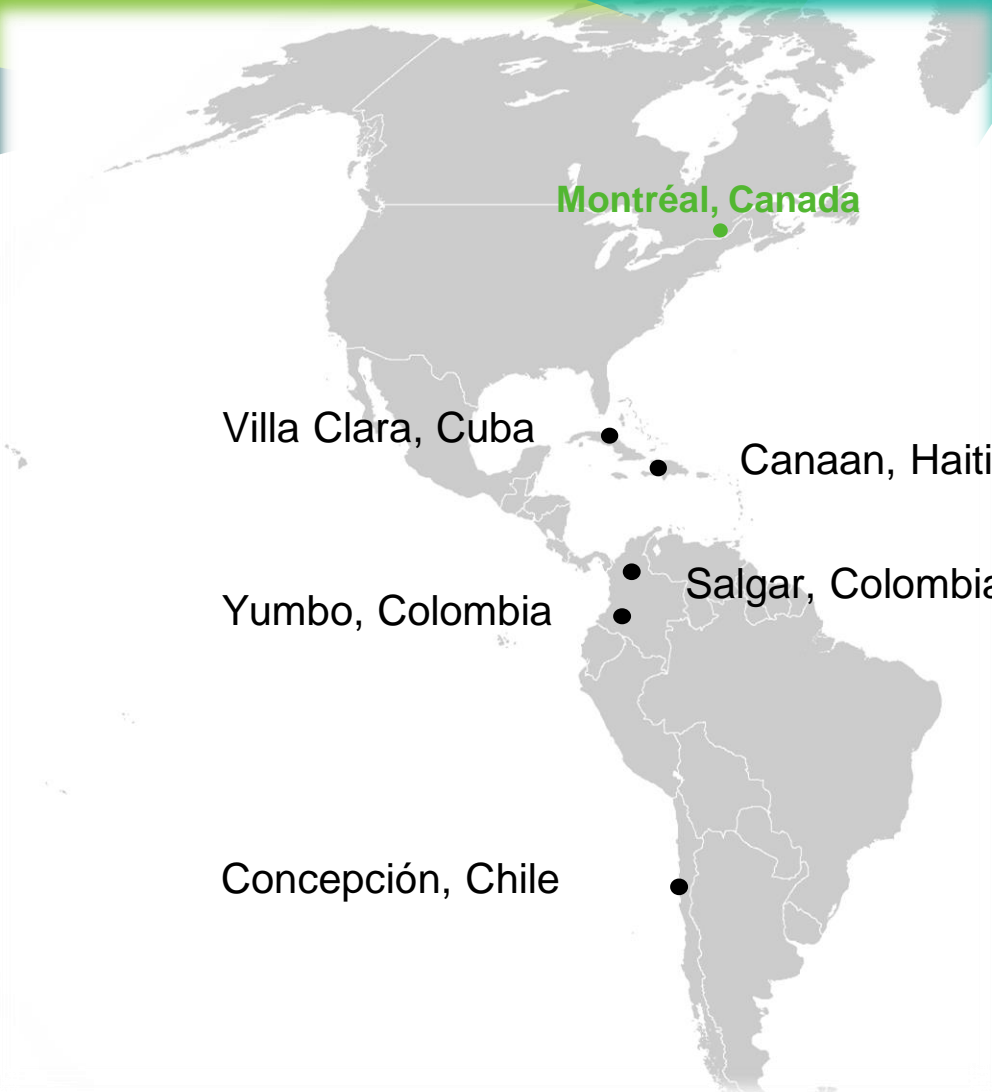 Montréal, Canada
Villa Clara, Cuba
Canaan, Haiti
Salgar, Colombia
Yumbo, Colombia
Concepción, Chile